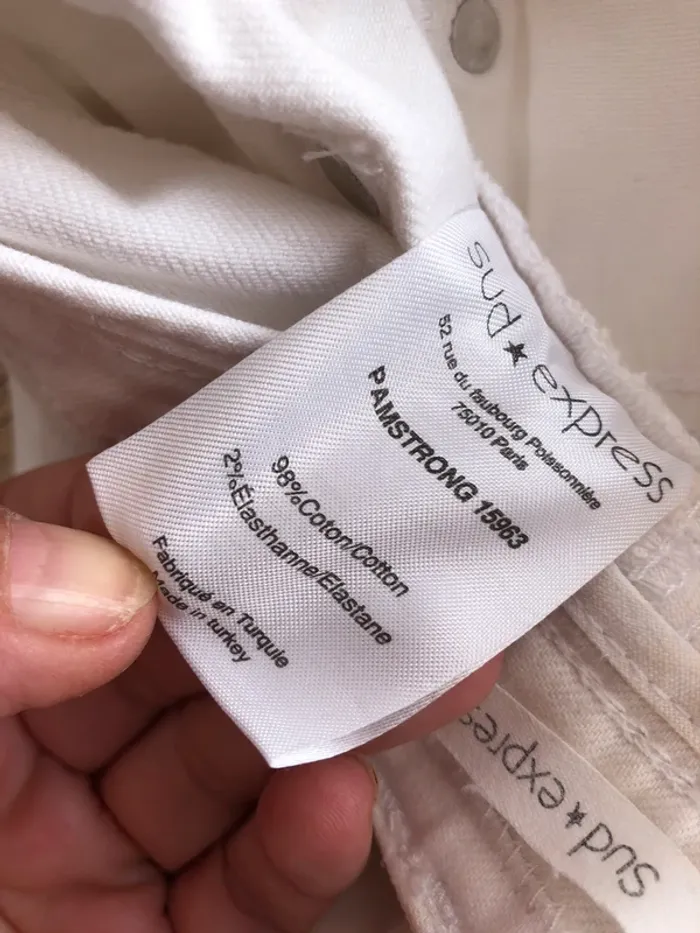 sud★express
52 rue du faubourg Poissonnière
75010 Paris
PAMSTRONG 15963
98%Coton/Cotton
2%Élasthanne/Elastane
Fabriqué en Turquie
Made in turkey
sud★express